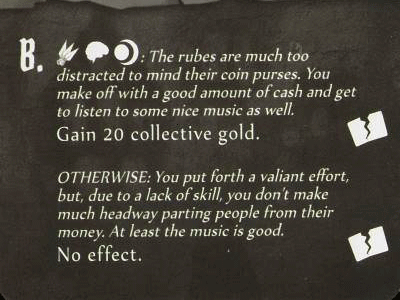 B.
: The rubes are much too
distracted to mind their coin purses. You
make off with a good amount of cash and get
to listen to some nice music as well.
Gain 20 collective gold.
OTHERWISE: You put forth a valiant effort,
but, due to a lack of skill, you don't make
much headway parting people from their
money. At least the music is good.
No effect.